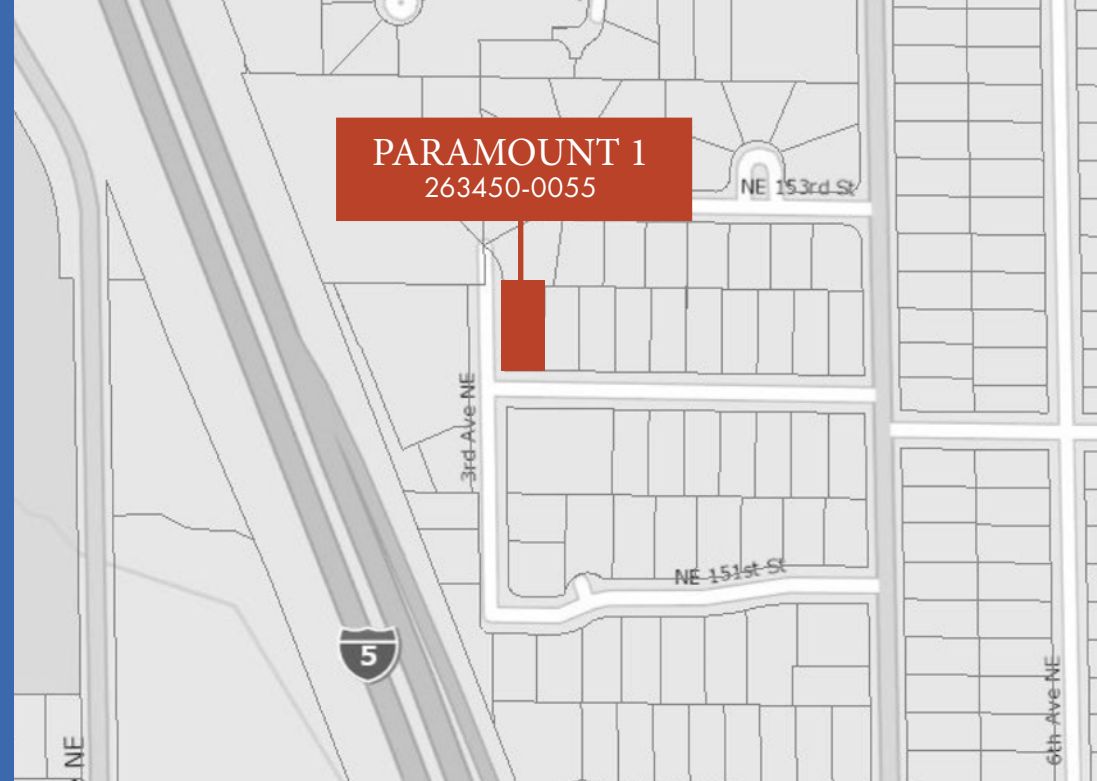 PARAMOUNT 1
263450-0055
NE 153rd St
3rd Ave NE
NE 151st St
5
6th Ave NE
NE